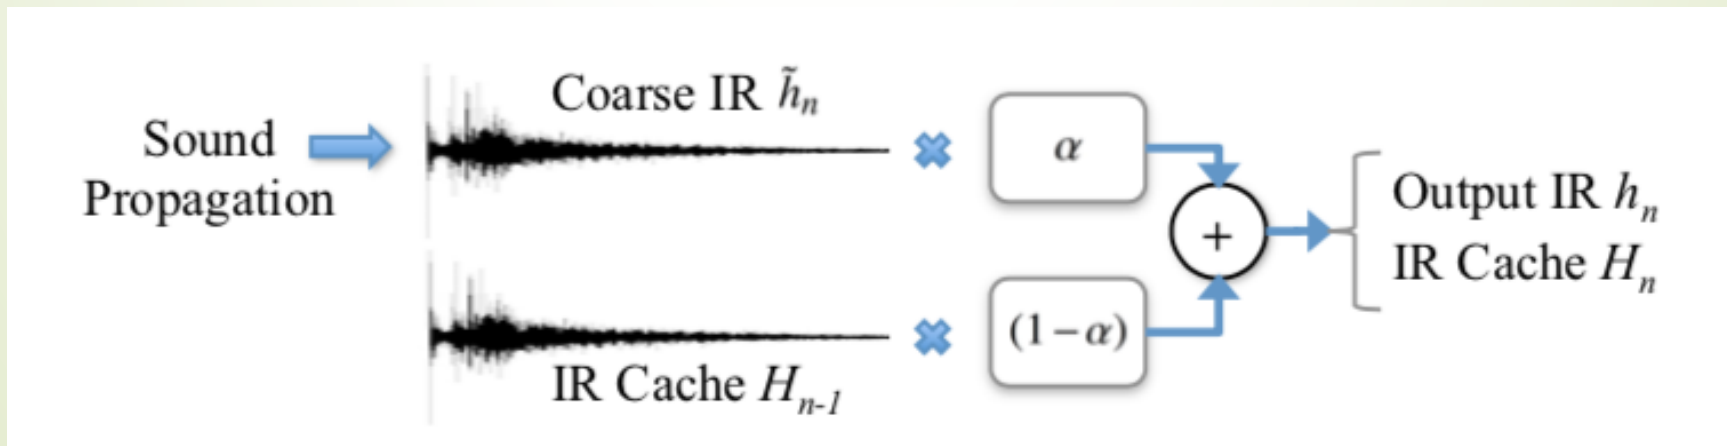 Sound
Propagation
Coarse IR h̃ₙ
α
+
Output IR hₙ
IR Cache Hₙ
(1−α)
IR Cache Hₙ₋₁